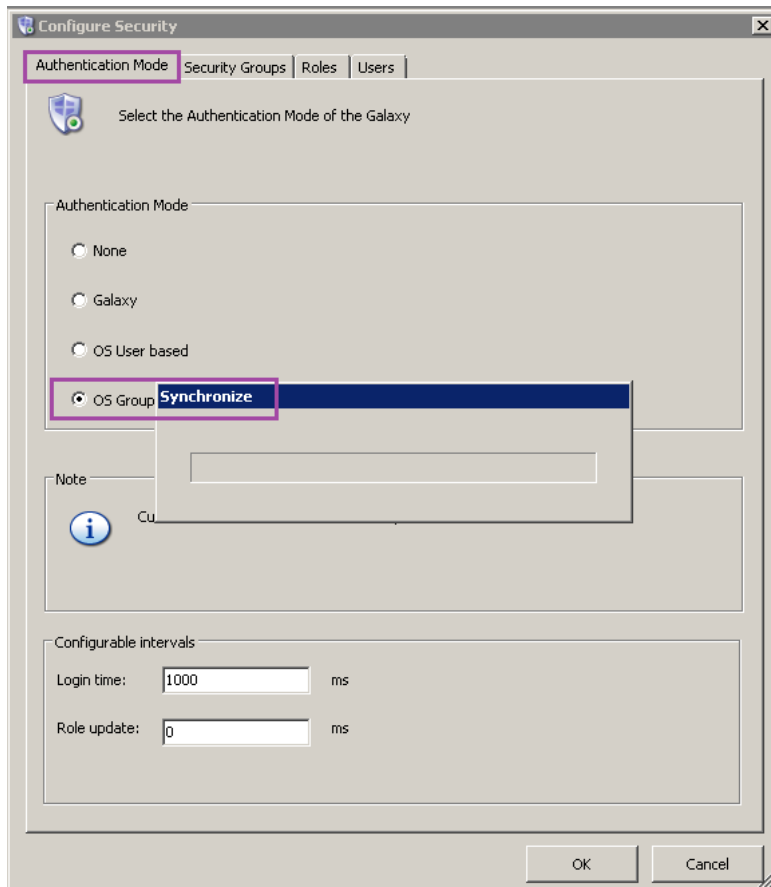 Configure Security
Authentication Mode
Security Groups
Roles
Users
Select the Authentication Mode of the Galaxy
Authentication Mode
None
Galaxy
OS User based
OS Group
Synchronize
Note
Cu
Configurable intervals
Login time:
1000
ms
Role update:
0
ms
OK
Cancel